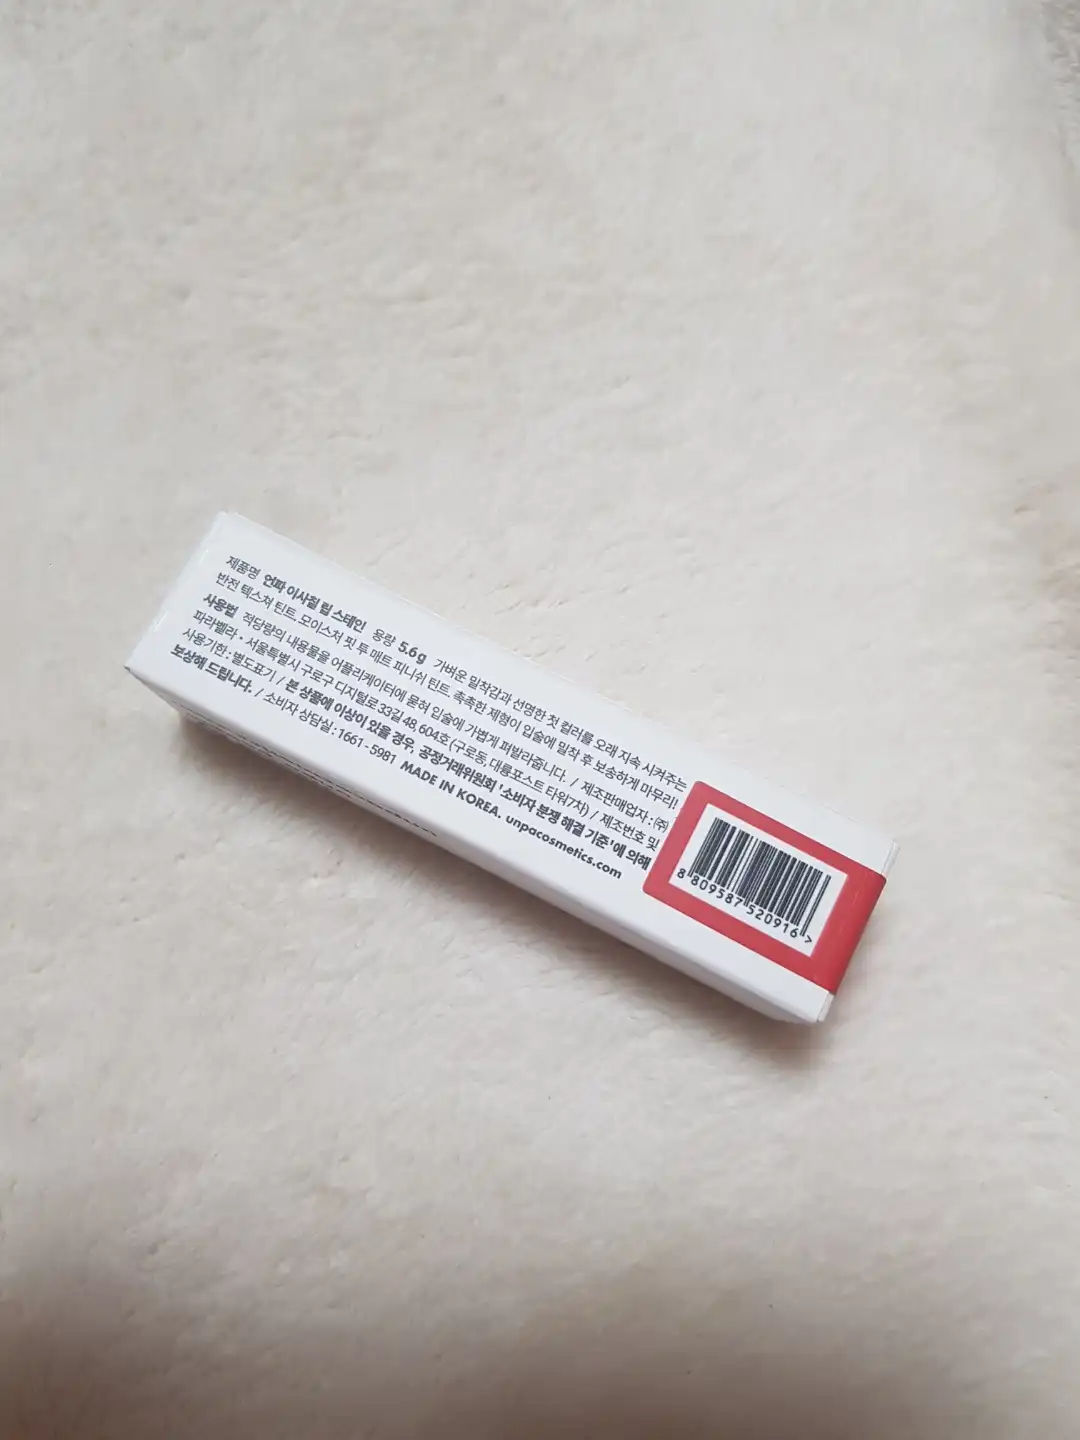 제품명 언파 이사칠 립 스테인 용량 5.6g 가벼운 밀착감과 선명한 첫 컬러를 오래 지속 시켜주는
반전 텍스쳐 틴트. 모이스처 핏 투 매트 피니쉬 틴트. 촉촉한 제형이 입술에 밀착 후 보송하게 마무리!
사용법 적당량의 내용물을 어플리케이터에 묻혀 입술에 가볍게 펴발라줍니다. / 제조판매업자 : (주)
파라벨라 • 서울특별시 구로구 디지털로33길 48, 604호 (구로동, 대륭포스트 타워7차) / 제조번호 및
사용기한 : 별도표기 / 본 상품에 이상이 있을 경우, 공정거래위원회 '소비자 분쟁 해결 기준'에 의해
보상해 드립니다. / 소비자 상담실 : 1661-5981 MADE IN KOREA. unpacosmetics.com
8 809587 520916 >